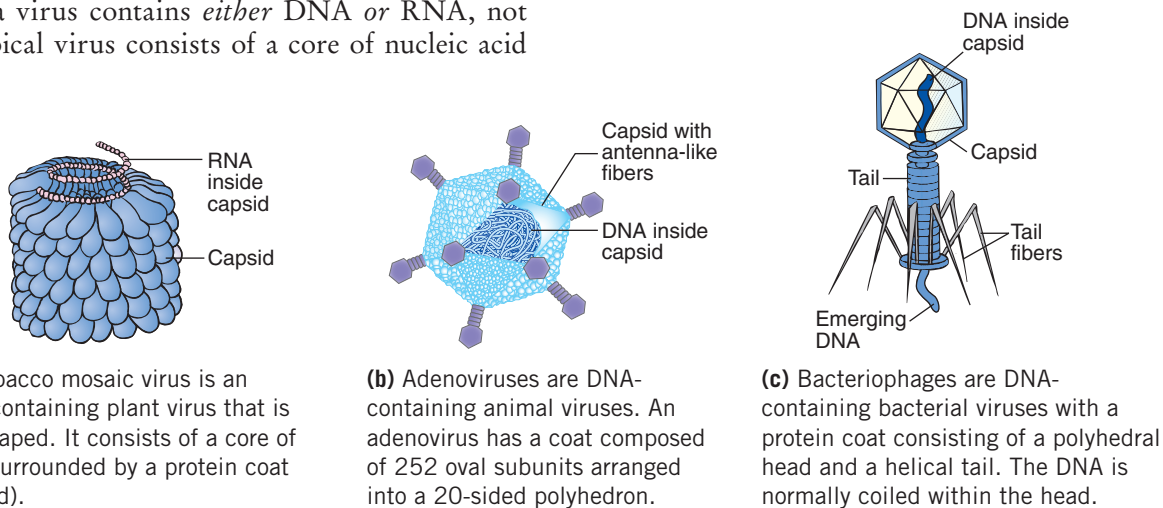 a virus contains either DNA or RNA, not
pical virus consists of a core of nucleic acid
RNA
inside
capsid
Capsid
Capsid with
antenna-like
fibers
DNA inside
capsid
DNA inside
capsid
Capsid
Tail
Tail
fibers
Emerging
DNA
bacco mosaic virus is an
containing plant virus that is
aped. It consists of a core of
urrounded by a protein coat
d).
(b) Adenoviruses are DNA-
containing animal viruses. An
adenovirus has a coat composed
of 252 oval subunits arranged
into a 20-sided polyhedron.
(c) Bacteriophages are DNA-
containing bacterial viruses with a
protein coat consisting of a polyhedral
head and a helical tail. The DNA is
normally coiled within the head.